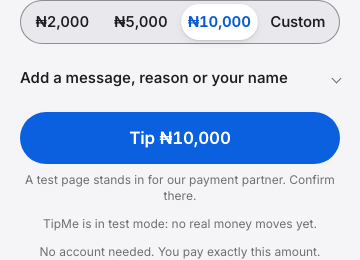 ₦2,000 ₦5,000 ₦10,000 Custom
Add a message, reason or your name
Tip ₦10,000
A test page stands in for our payment partner. Confirm
there.
TipMe is in test mode: no real money moves yet.
No account needed. You pay exactly this amount.